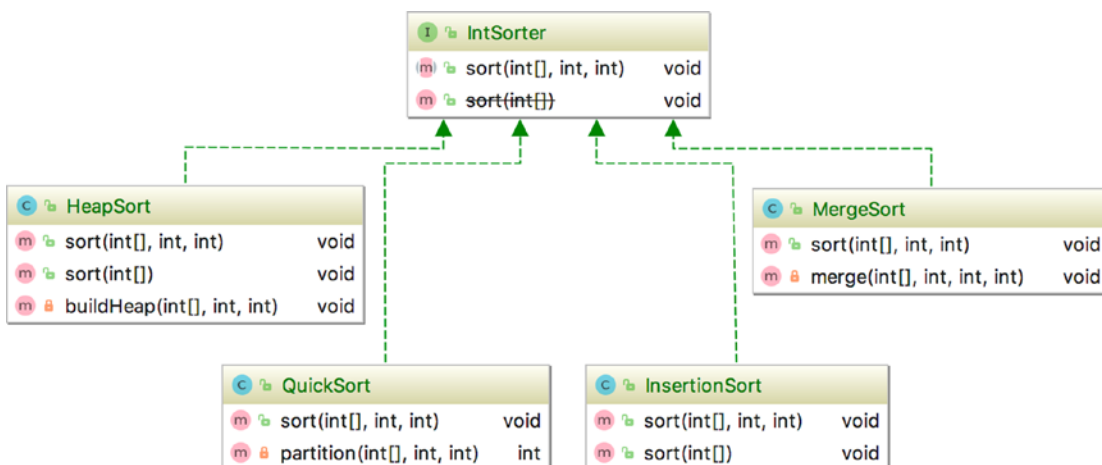 IntSorter
sort(int[], int, int) void
sort(int[]) void
HeapSort
sort(int[], int, int) void
sort(int[]) void
buildHeap(int[], int, int) void
MergeSort
sort(int[], int, int) void
merge(int[], int, int, int) void
QuickSort
sort(int[], int, int) void
partition(int[], int, int) int
InsertionSort
sort(int[], int, int) void
sort(int[]) void